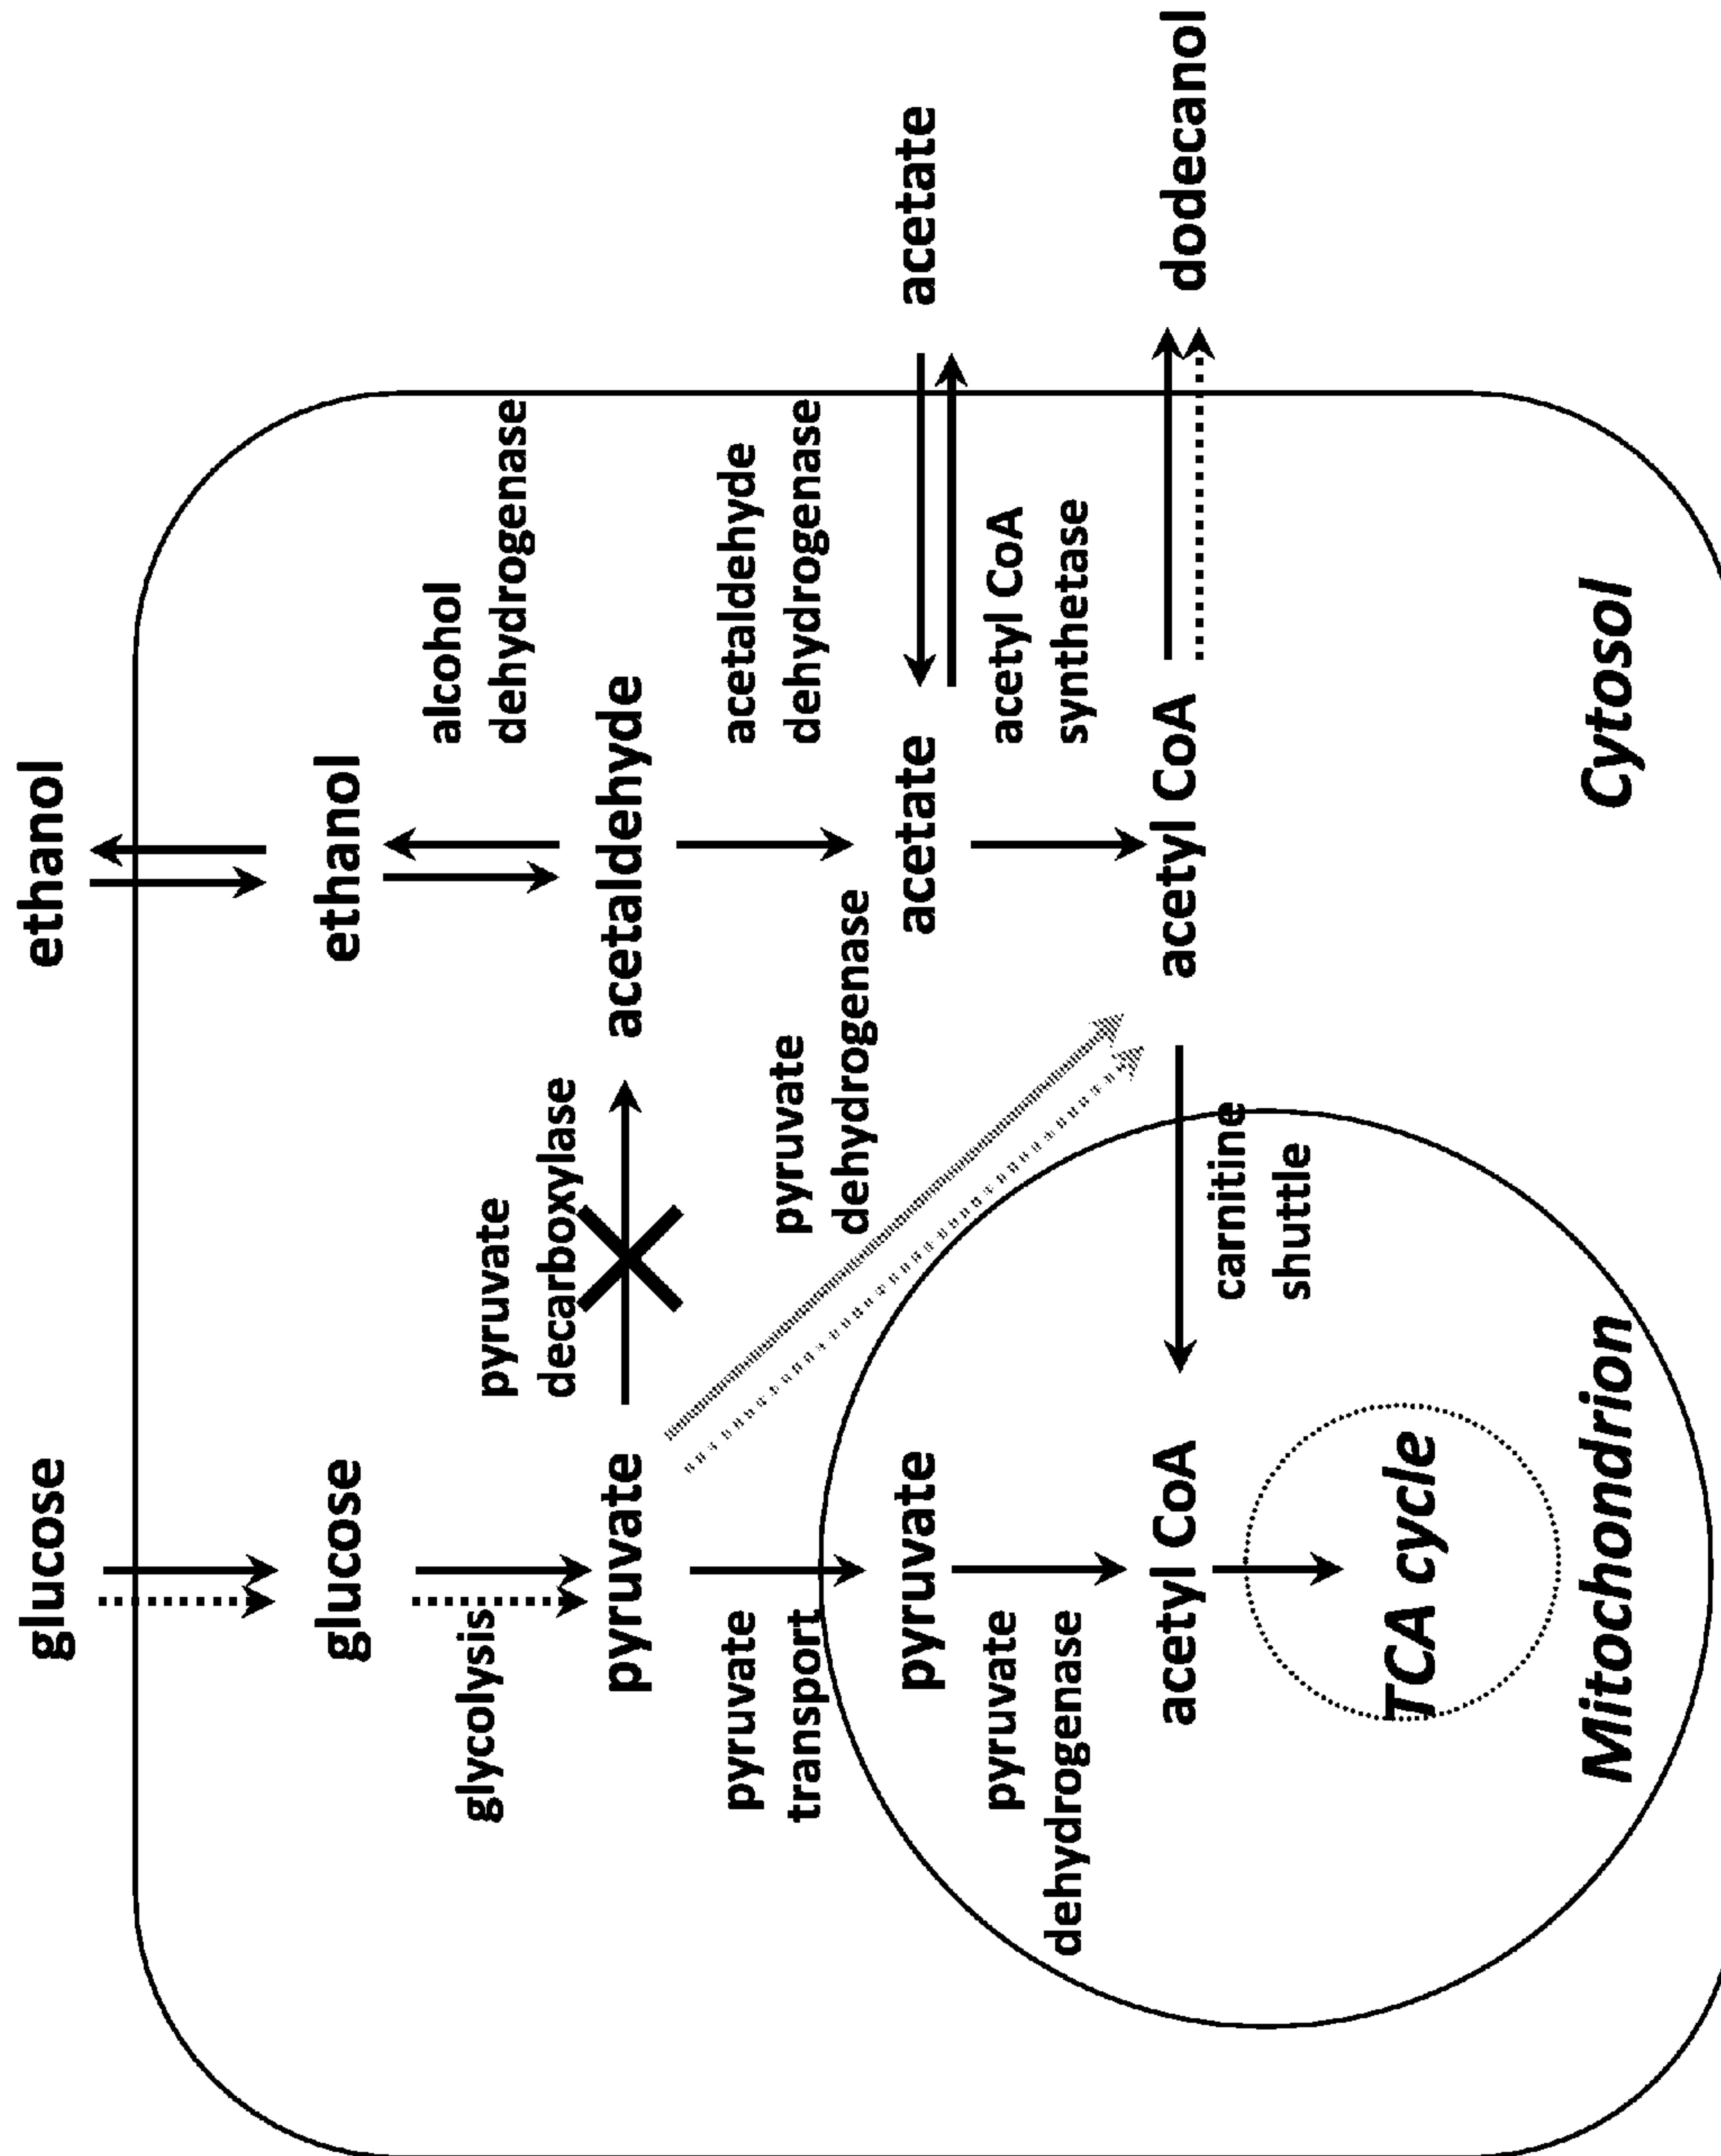 glucose
ethanol
glucose
ethanol
glycolysis
pyruvate
decarboxylase
alcohol
dehydrogenase
pyruvate
acetaldehyde
pyruvate
transport
pyruvate
dehydrogenase
acetaldehyde
dehydrogenase
pyruvate
acetate
acetate
pyruvate
dehydrogenase
acetyl CoA
synthetase
acetyl CoA
acetyl CoA
dodecanol
carnitine
shuttle
TCA cycle
Mitochondrion
Cytosol